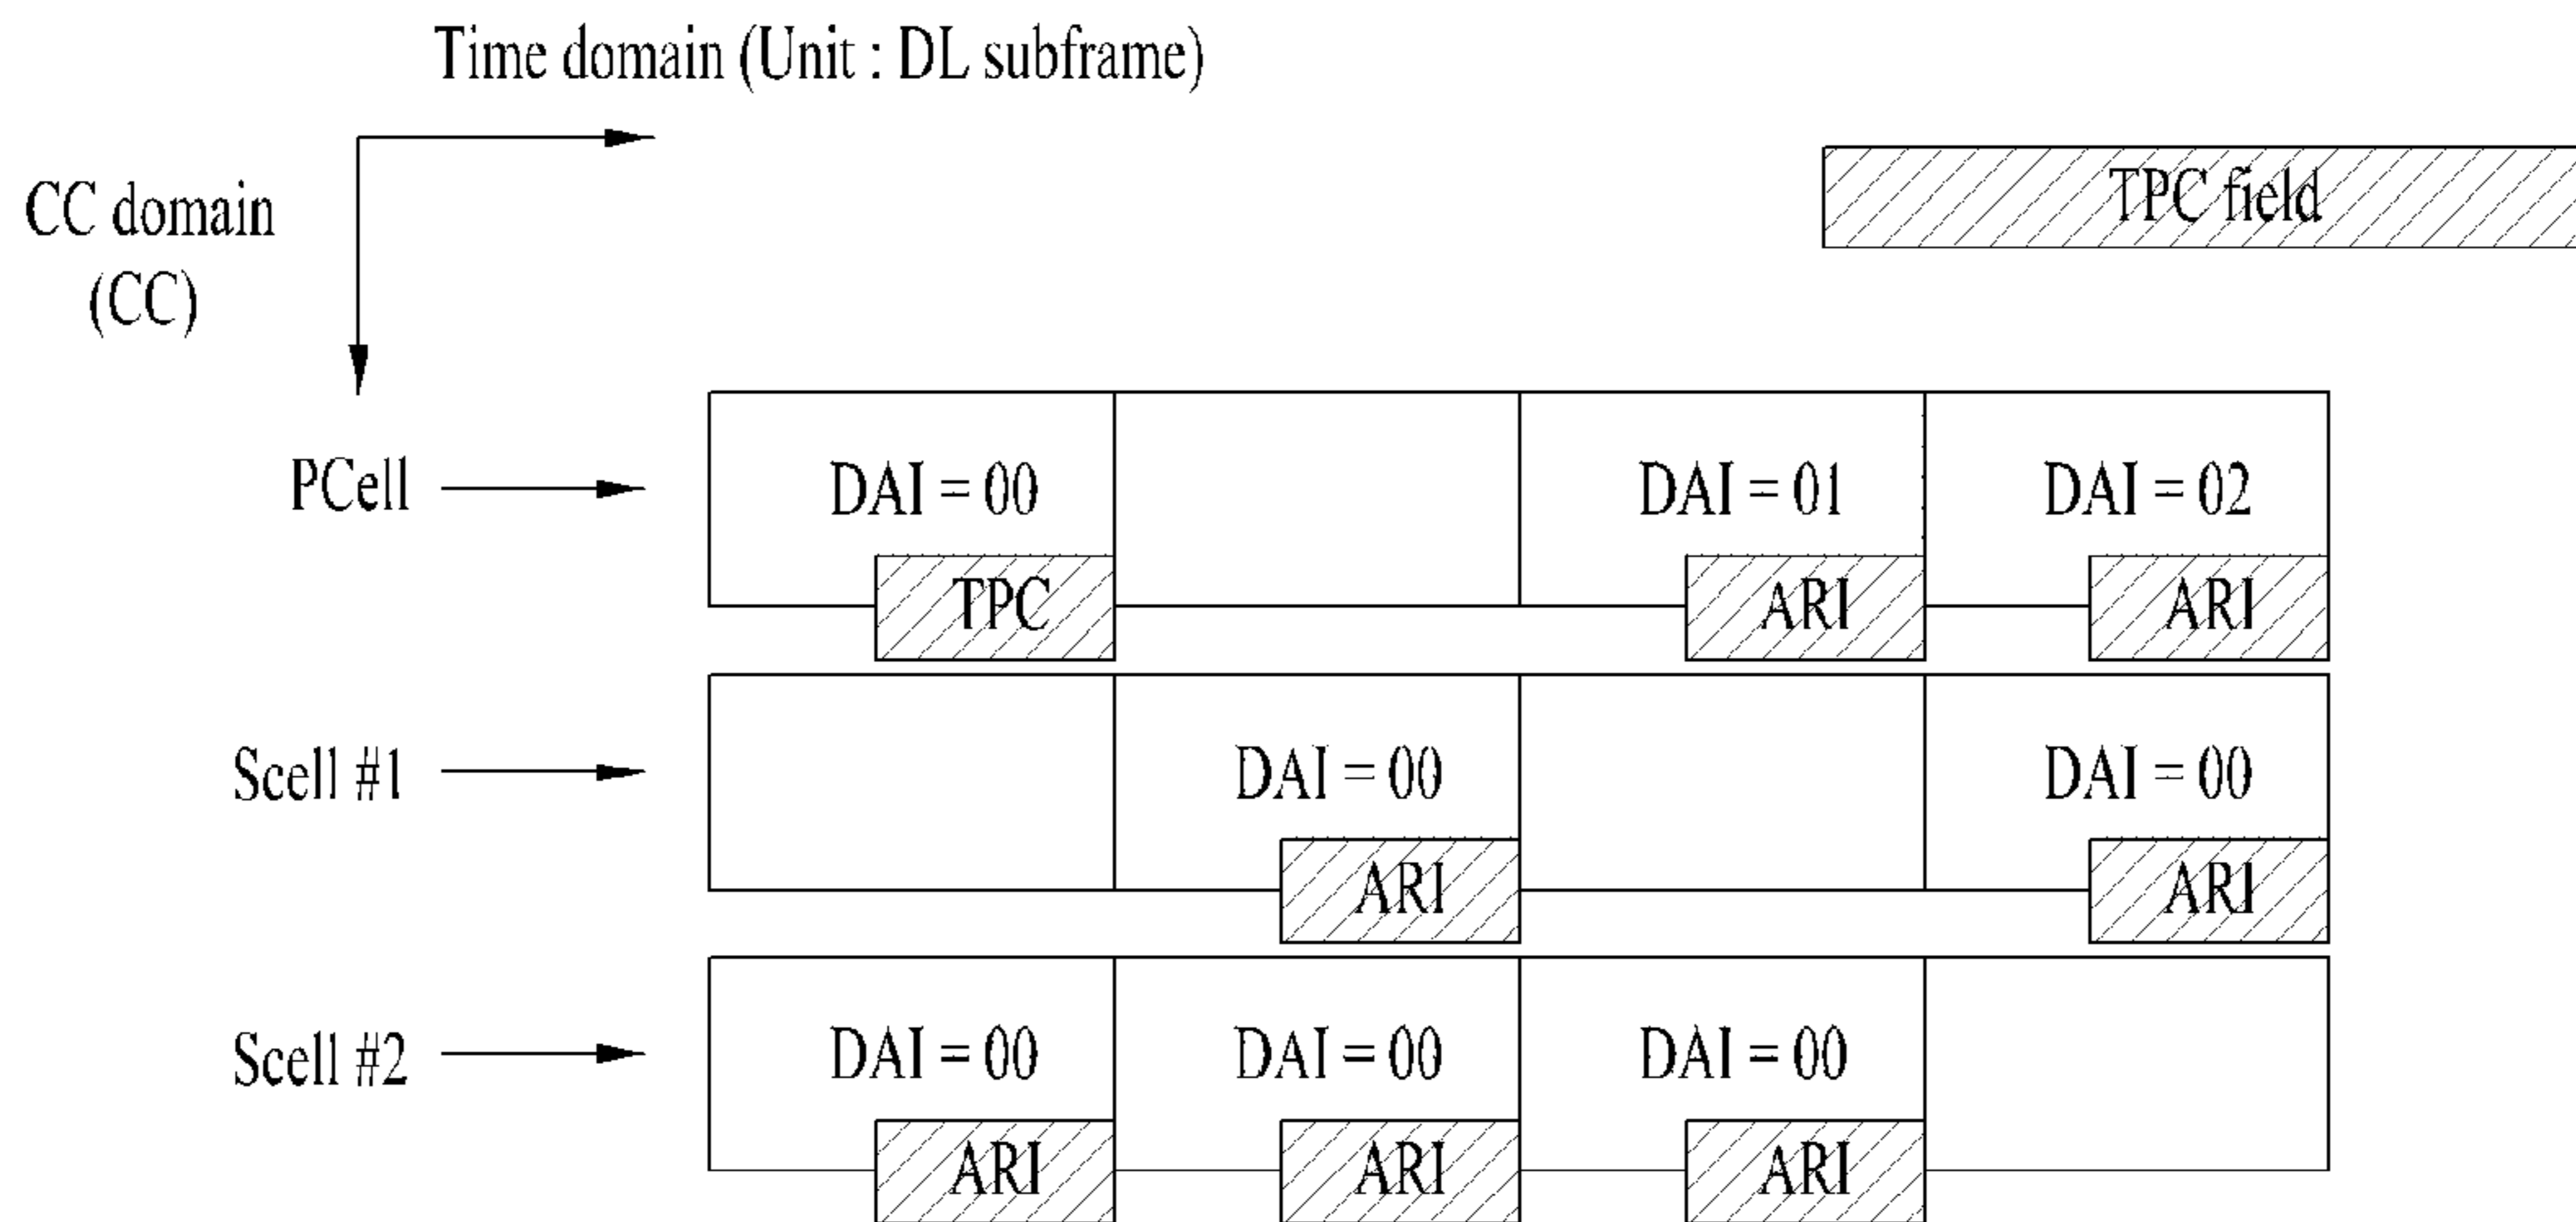 Time domain (Unit : DL subframe)
CC domain
(CC)
TPC field
PCell
DAI = 00
DAI = 01
DAI = 02
TPC
ARI
ARI
Scell #1
DAI = 00
DAI = 00
ARI
ARI
Scell #2
DAI = 00
DAI = 00
DAI = 00
ARI
ARI
ARI